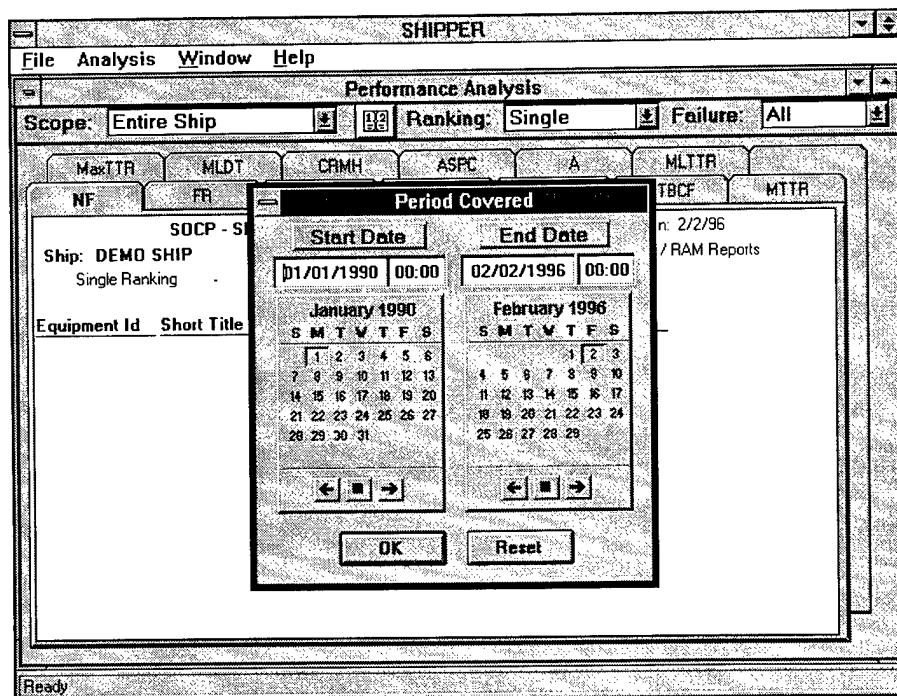 SHIPPER
File Analysis Window Help
Performance Analysis
Scope: Entire Ship Ranking: Single Failure: All
MaxTTR MLDT CRMH ASPC A MLTTR
NF FR TBCF MTTR
Period Covered
SOCP - S n: 2/2/96
Ship: DEMO SHIP / RAM Reports
Single Ranking -
Equipment Id Short Title
Start Date End Date
01/01/1990 00:00 02/02/1996 00:00
January 1990
S M T W T F S
1 2 3 4 5 6
7 8 9 10 11 12 13
14 15 16 17 18 19 20
21 22 23 24 25 26 27
28 29 30 31
February 1996
S M T W T F S
1 2 3
4 5 6 7 8 9 10
11 12 13 14 15 16 17
18 19 20 21 22 23 24
25 26 27 28 29
OK Reset
Ready